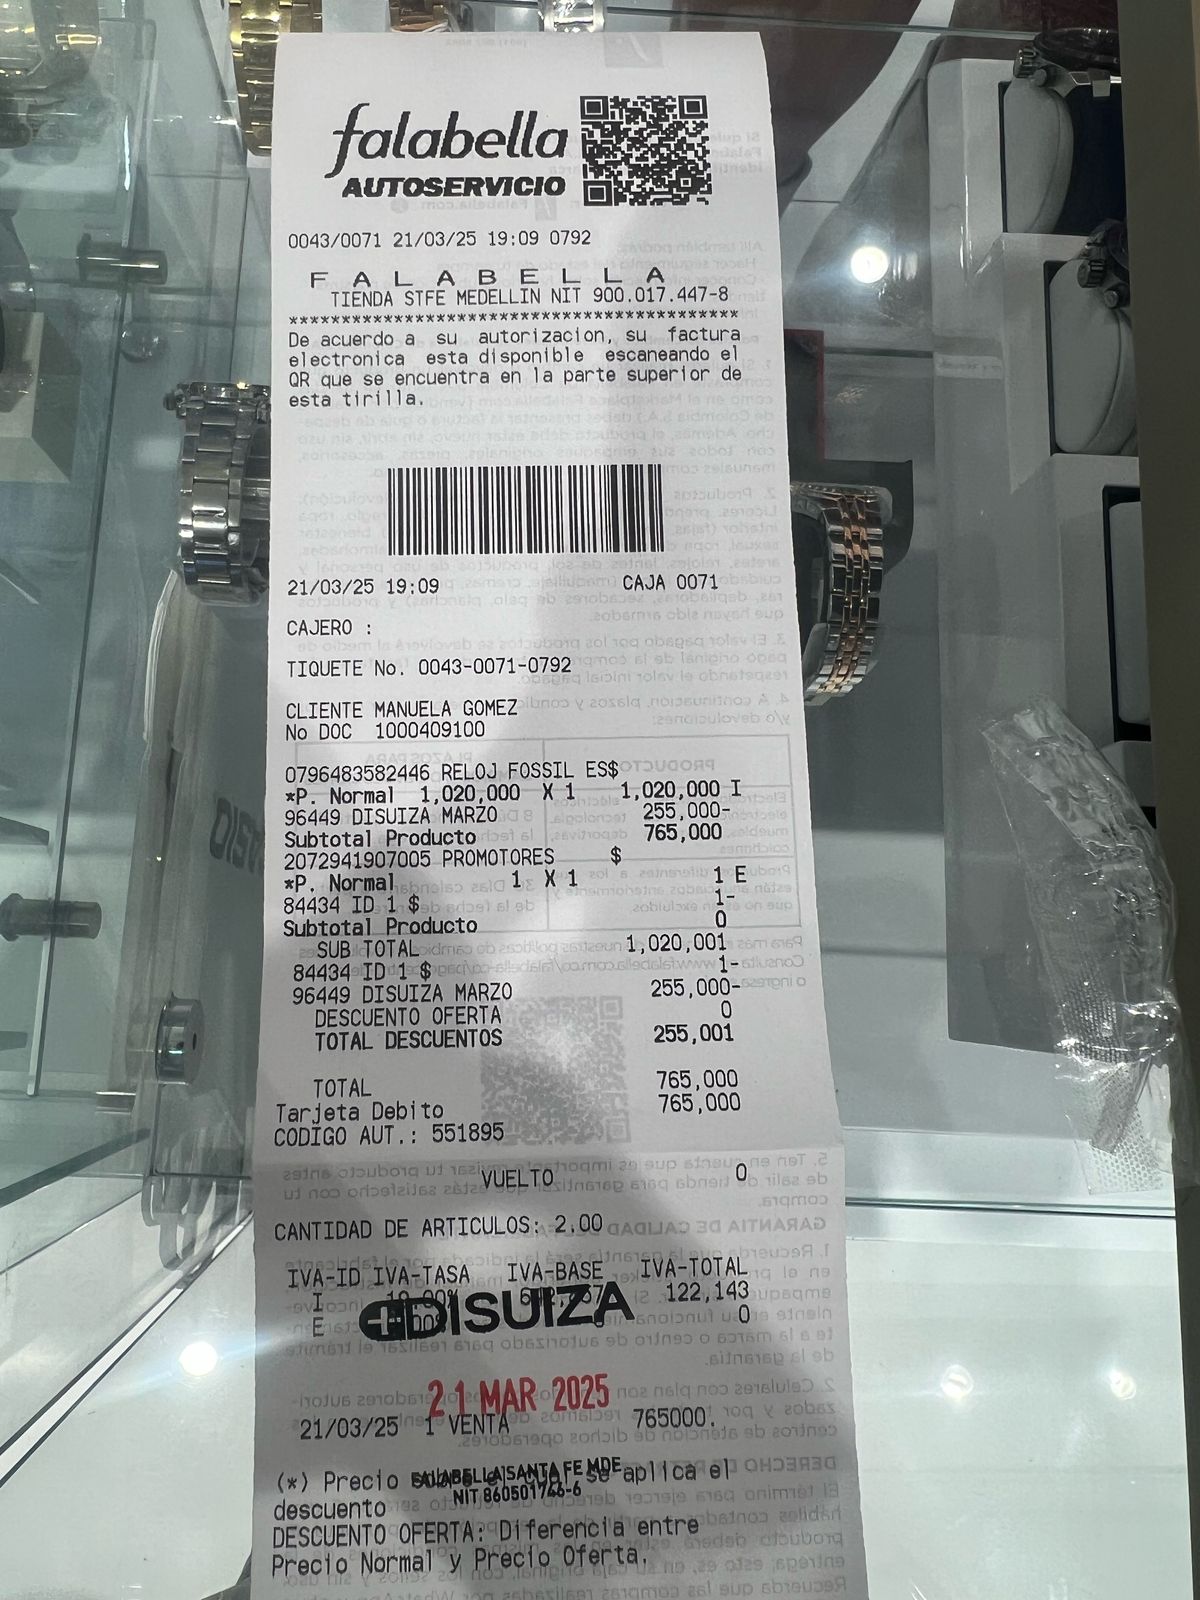 falabella
AUTOSERVICIO
0043/0071 21/03/25 19:09 0792
F A L A B E L L A
TIENDA STFE MEDELLIN NIT 900.017.447-8
******************************************
De acuerdo a su autorizacion, su factura
electronica esta disponible escaneando el
QR que se encuentra en la parte superior de
esta tirilla.
21/03/25 19:09 CAJA 0071
CAJERO :
TIQUETE No. 0043-0071-0792
CLIENTE MANUELA GOMEZ
No DOC 1000409100
0796483582446 RELOJ FOSSIL ES$
*P. Normal 1,020,000 X 1 1,020,000 I
96449 DISUIZA MARZO 255,000-
Subtotal Producto 765,000
2072941907005 PROMOTORES $
*P. Normal 1 X 1 1 E
84434 ID 1 $ 1-
Subtotal Producto 0
SUB TOTAL 1,020,001
84434 ID 1 $ 1-
96449 DISUIZA MARZO 255,000-
DESCUENTO OFERTA 0
TOTAL DESCUENTOS 255,001
TOTAL 765,000
Tarjeta Debito 765,000
CODIGO AUT.: 551895
VUELTO 0
CANTIDAD DE ARTICULOS: 2.00
IVA-ID IVA-TASA IVA-BASE IVA-TOTAL
I 122,143
E 0
DISUIZA
21 MAR 2025
21/03/25 1 VENTA 765000.
FALABELLA SANTA FE MDE
NIT 860501746-6
(*) Precio se aplica el
descuento
DESCUENTO OFERTA: Diferencia entre
Precio Normal y Precio Oferta.